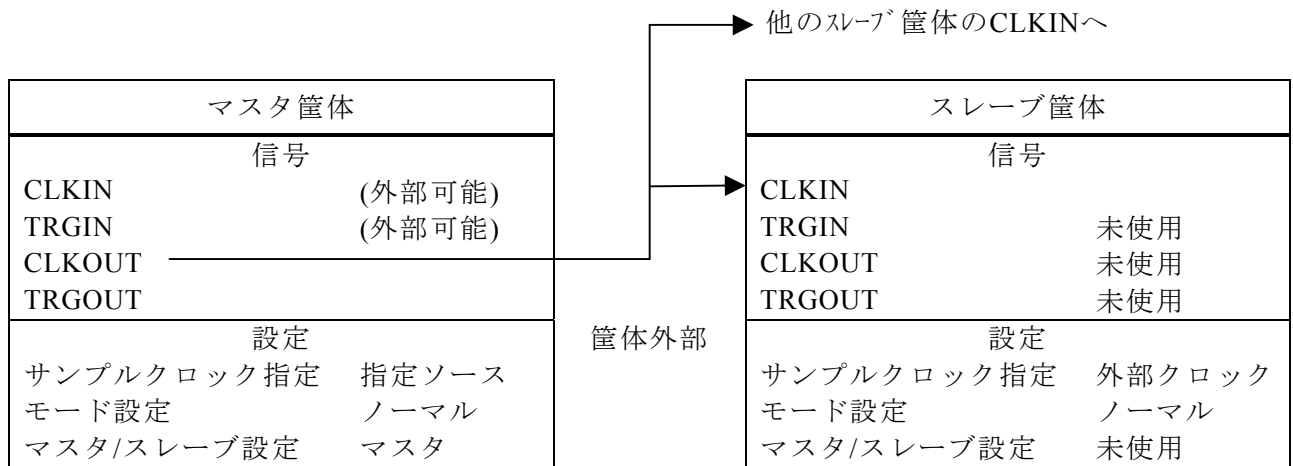 他のｽﾚｰﾌﾞ筐体のCLKINへ
マスタ筐体
信号
CLKIN (外部可能)
TRGIN (外部可能)
CLKOUT
TRGOUT
設定
サンプルクロック指定 指定ソース
モード設定 ノーマル
マスタ/スレーブ設定 マスタ
筐体外部
スレーブ筐体
信号
CLKIN
TRGIN 未使用
CLKOUT 未使用
TRGOUT 未使用
設定
サンプルクロック指定 外部クロック
モード設定 ノーマル
マスタ/スレーブ設定 未使用